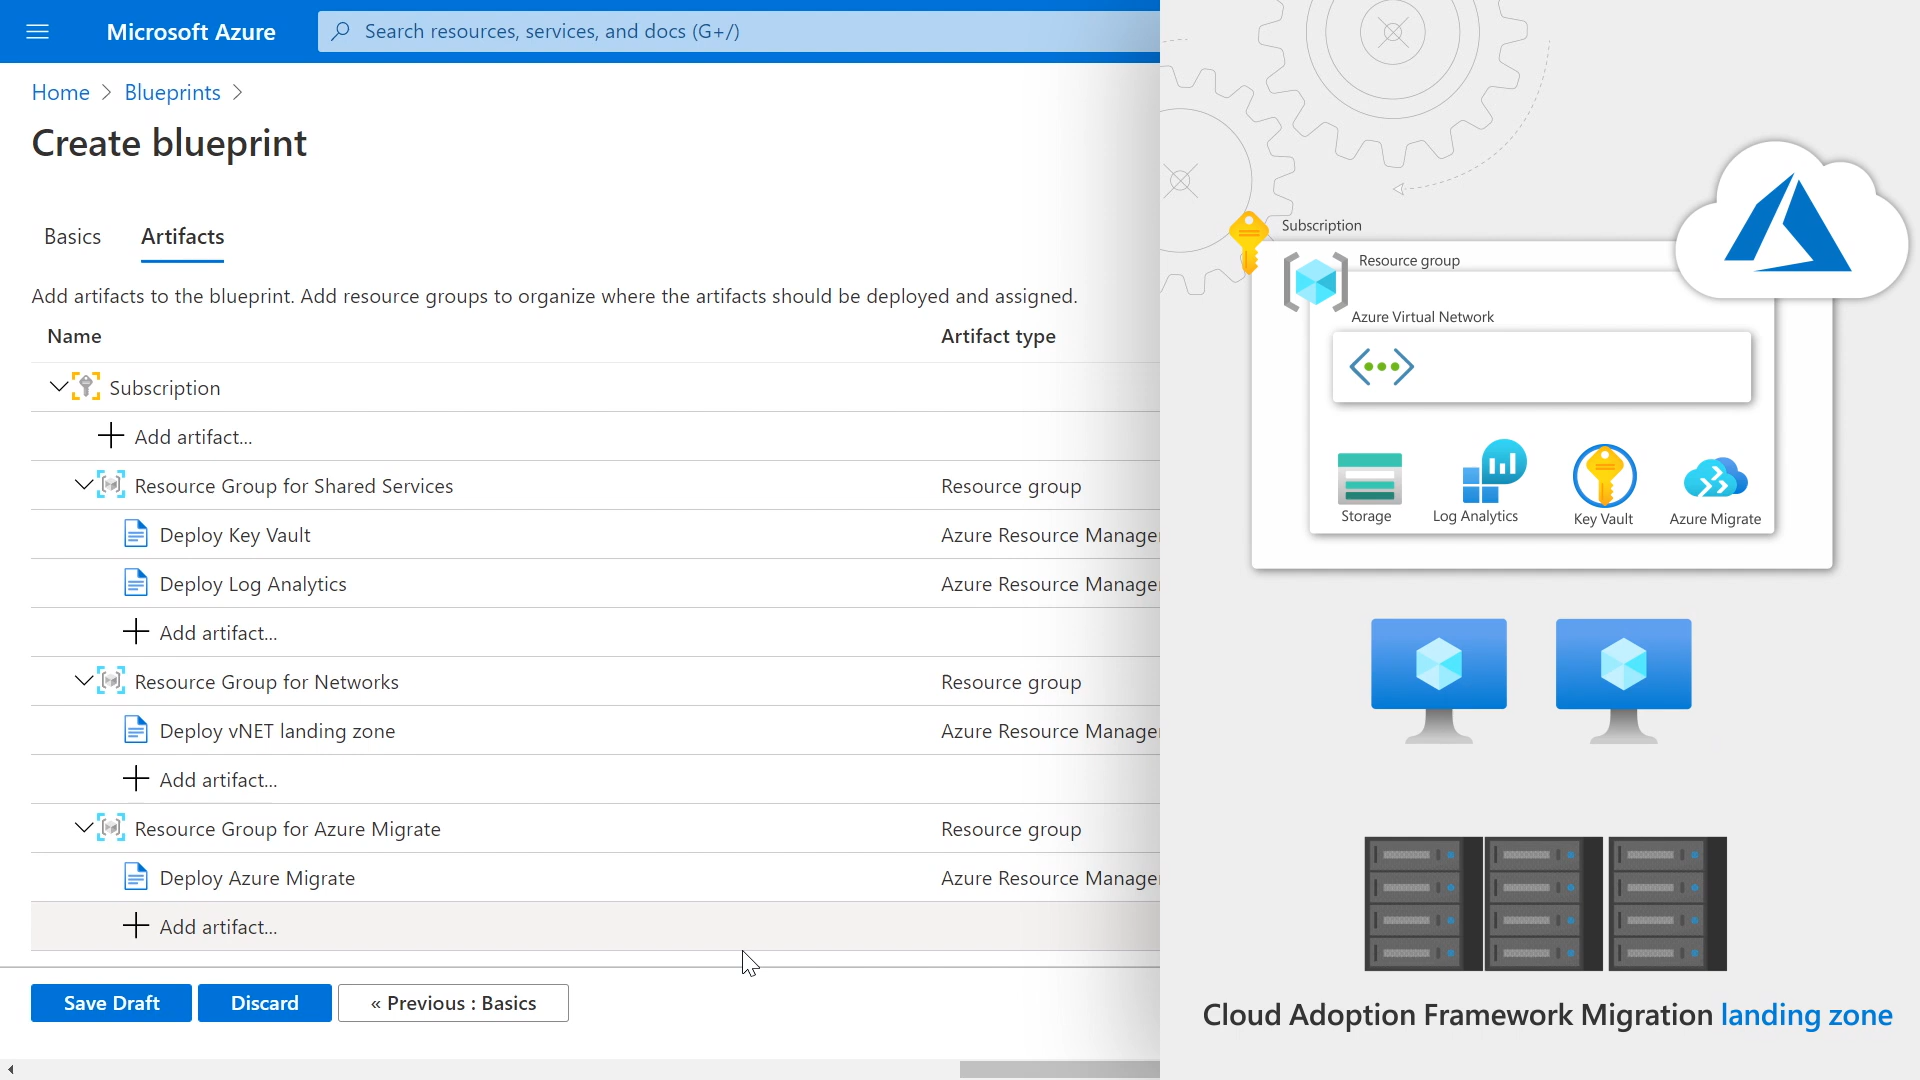 Microsoft Azure
Search resources, services, and docs (G+/)
Home
Blueprints
Create blueprint
Basics
Artifacts
Add artifacts to the blueprint. Add resource groups to organize where the artifacts should be deployed and assigned.
Name Artifact type
Subscription
Add artifact...
Resource Group for Shared Services Resource group
Deploy Key Vault Azure Resource Manager
Deploy Log Analytics Azure Resource Manager
Add artifact...
Resource Group for Networks Resource group
Deploy vNET landing zone Azure Resource Manager
Add artifact...
Resource Group for Azure Migrate Resource group
Deploy Azure Migrate Azure Resource Manager
Add artifact...
Save Draft
Discard
« Previous : Basics
Subscription
Resource group
Azure Virtual Network
Storage
Log Analytics
Key Vault
Azure Migrate
Cloud Adoption Framework Migration landing zone